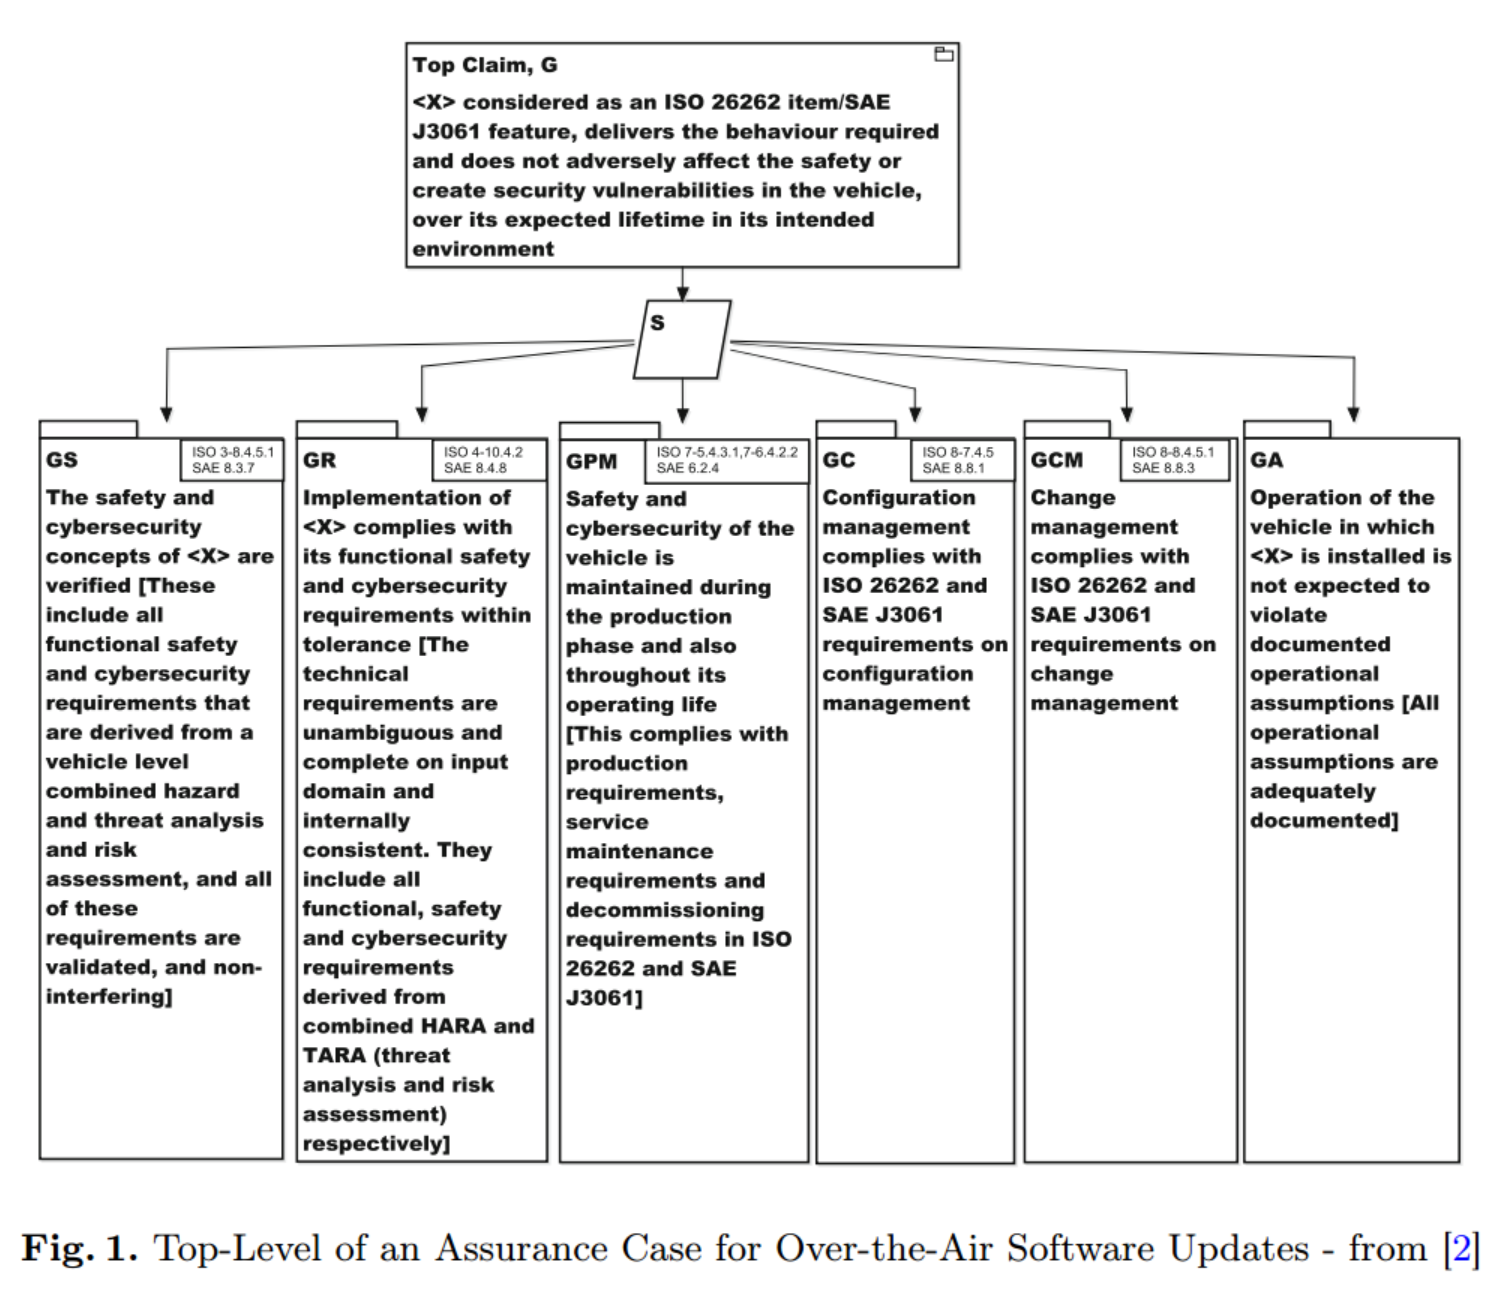 Top Claim, G
<X> considered as an ISO 26262 item/SAE
J3061 feature, delivers the behaviour required
and does not adversely affect the safety or
create security vulnerabilities in the vehicle,
over its expected lifetime in its intended
environment
S
GS
ISO 3-8.4.5.1
SAE 8.3.7
The safety and
cybersecurity
concepts of <X> are
verified [These
include all
functional safety
and cybersecurity
requirements that
are derived from a
vehicle level
combined hazard
and threat analysis
and risk
assessment, and all
of these
requirements are
validated, and non-
interfering]
GR
ISO 4-10.4.2
SAE 8.4.8
Implementation of
<X> complies with
its functional safety
and cybersecurity
requirements within
tolerance [The
technical
requirements are
unambiguous and
complete on input
domain and
internally
consistent. They
include all
functional, safety
and cybersecurity
requirements
derived from
combined HARA and
TARA (threat
analysis and risk
assessment)
respectively]
GPM
ISO 7-5.4.3.1,7-6.4.2.2
SAE 6.2.4
Safety and
cybersecurity of the
vehicle is
maintained during
the production
phase and also
throughout its
operating life
[This complies with
production
requirements,
service
maintenance
requirements and
decommissioning
requirements in ISO
26262 and SAE
J3061]
GC
ISO 8-7.4.5
SAE 8.8.1
Configuration
management
complies with
ISO 26262 and
SAE J3061
requirements on
configuration
management
GCM
ISO 8-8.4.5.1
SAE 8.8.3
Change
management
complies with
ISO 26262 and
SAE J3061
requirements on
change
management
GA
Operation of the
vehicle in which
<X> is installed is
not expected to
violate
documented
operational
assumptions [All
operational
assumptions are
adequately
documented]
Fig. 1. Top-Level of an Assurance Case for Over-the-Air Software Updates - from [2]